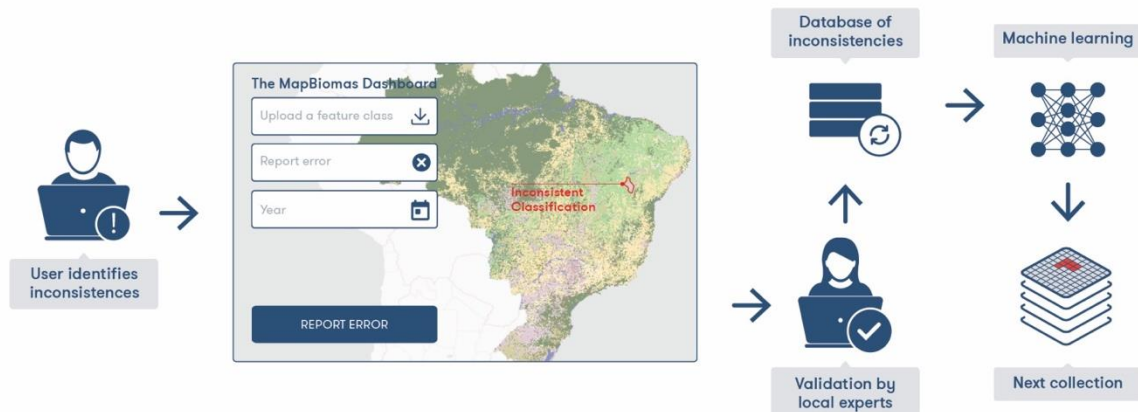 User identifies
inconsistences
The MapBiomas Dashboard
Upload a feature class
Report error
Year
REPORT ERROR
Inconsistent
Classification
Validation by
local experts
Database of
inconsistencies
Machine learning
Next collection